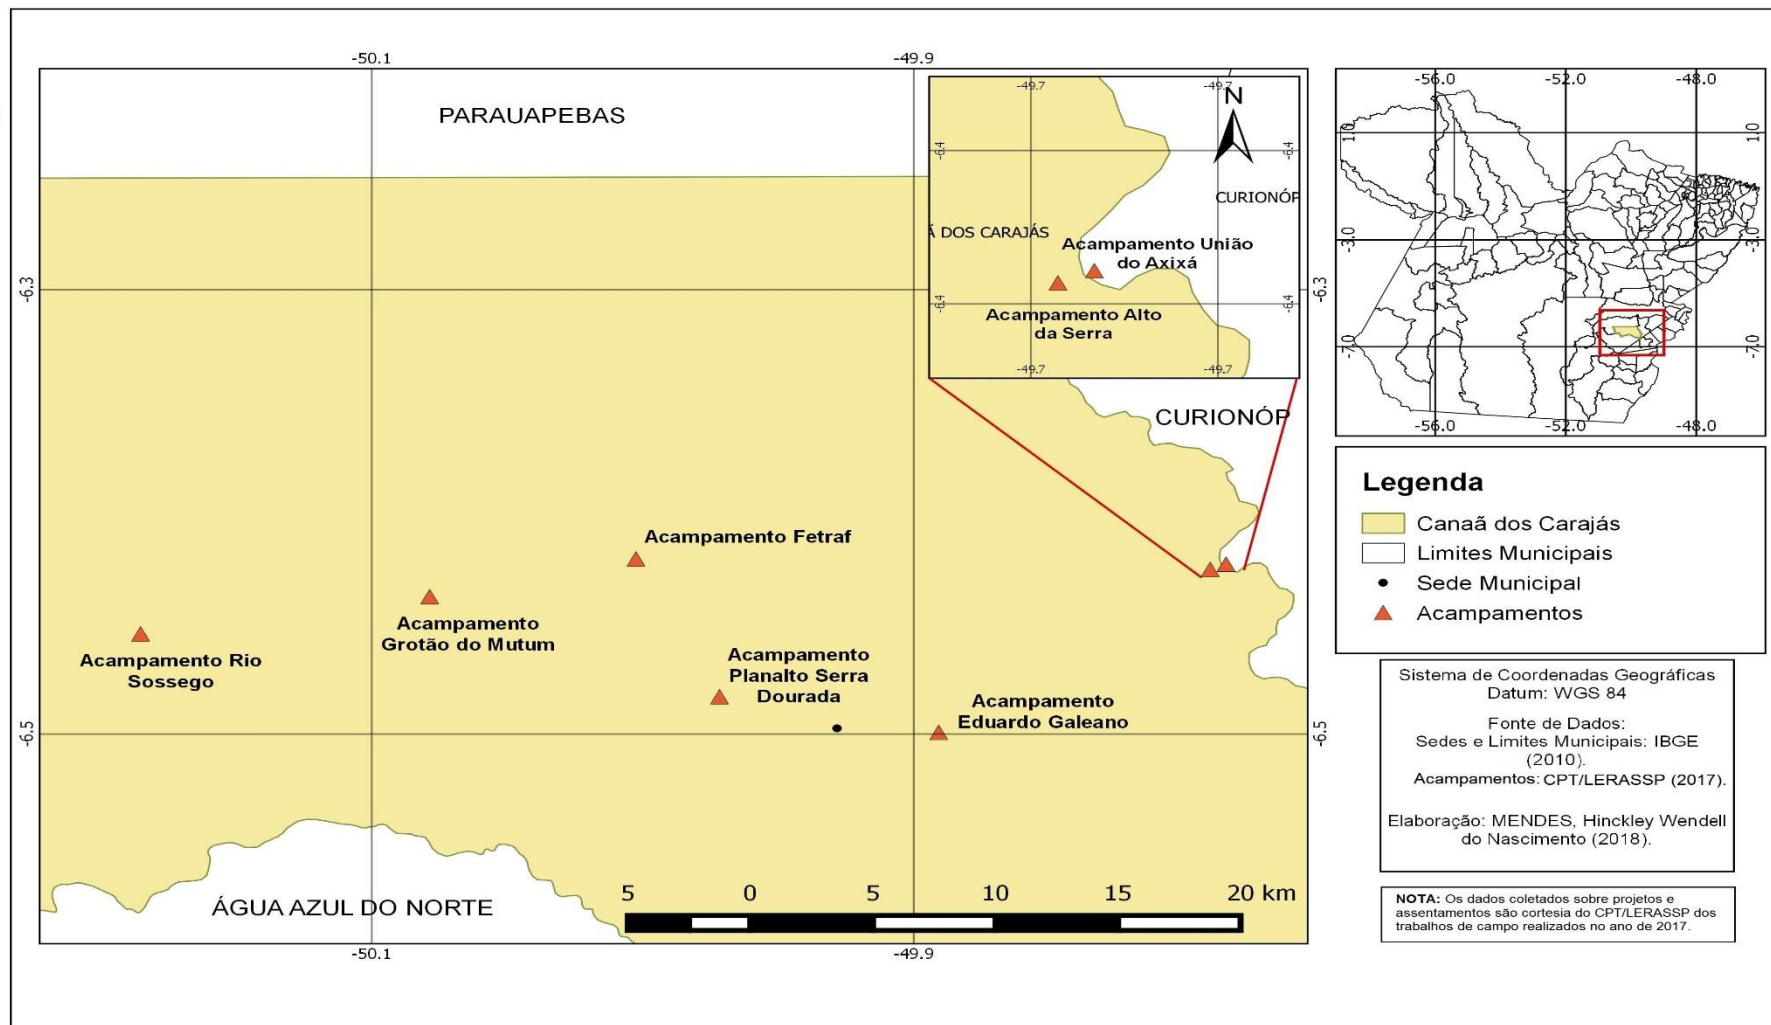 -50.1
-49.9
PARAUAPEBAS
-49.7
-49.7
N
-6.4
-6.4
CURIONÓP
Ã DOS CARAJÁS
Acampamento União
do Axixá
-6.4
-6.4
Acampamento Alto
da Serra
-49.7
-49.7
-6.3
-6.3
CURIONÓP
Acampamento Fetraf
Acampamento
Grotão do Mutum
Acampamento Rio
Sossego
Acampamento
Planalto Serra
Dourada
Acampamento
Eduardo Galeano
-6.5
-6.5
ÁGUA AZUL DO NORTE
5 0 5 10 15 20 km
-50.1
-49.9
-56.0 -52.0 -48.0
1.0
1.0
-3.0
-3.0
-7.0
-7.0
-56.0 -52.0 -48.0
Legenda
Canaã dos Carajás
Limites Municipais
Sede Municipal
Acampamentos
Sistema de Coordenadas Geográficas
Datum: WGS 84
Fonte de Dados:
Sedes e Limites Municipais: IBGE
(2010).
Acampamentos: CPT/LERASSP (2017).
Elaboração: MENDES, Hinckley Wendell
do Nascimento (2018).
NOTA: Os dados coletados sobre projetos e
assentamentos são cortesia do CPT/LERASSP dos
trabalhos de campo realizados no ano de 2017.